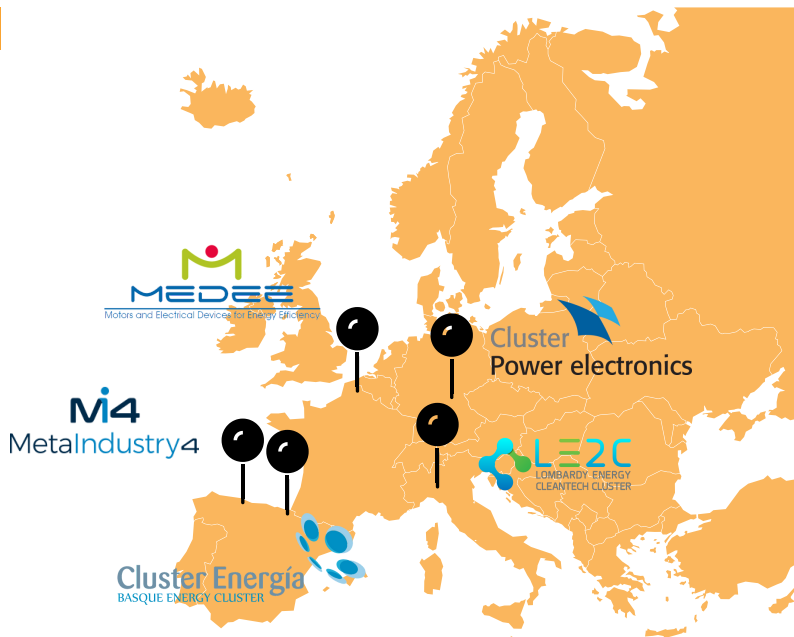 MEDEE
Motors and Electrical Devices for Energy Efficiency
Cluster
Power electronics
Mi4
MetaIndustry4
LE2C
LOMBARDY ENERGY
CLEANTECH CLUSTER
Cluster Energía
BASQUE ENERGY CLUSTER